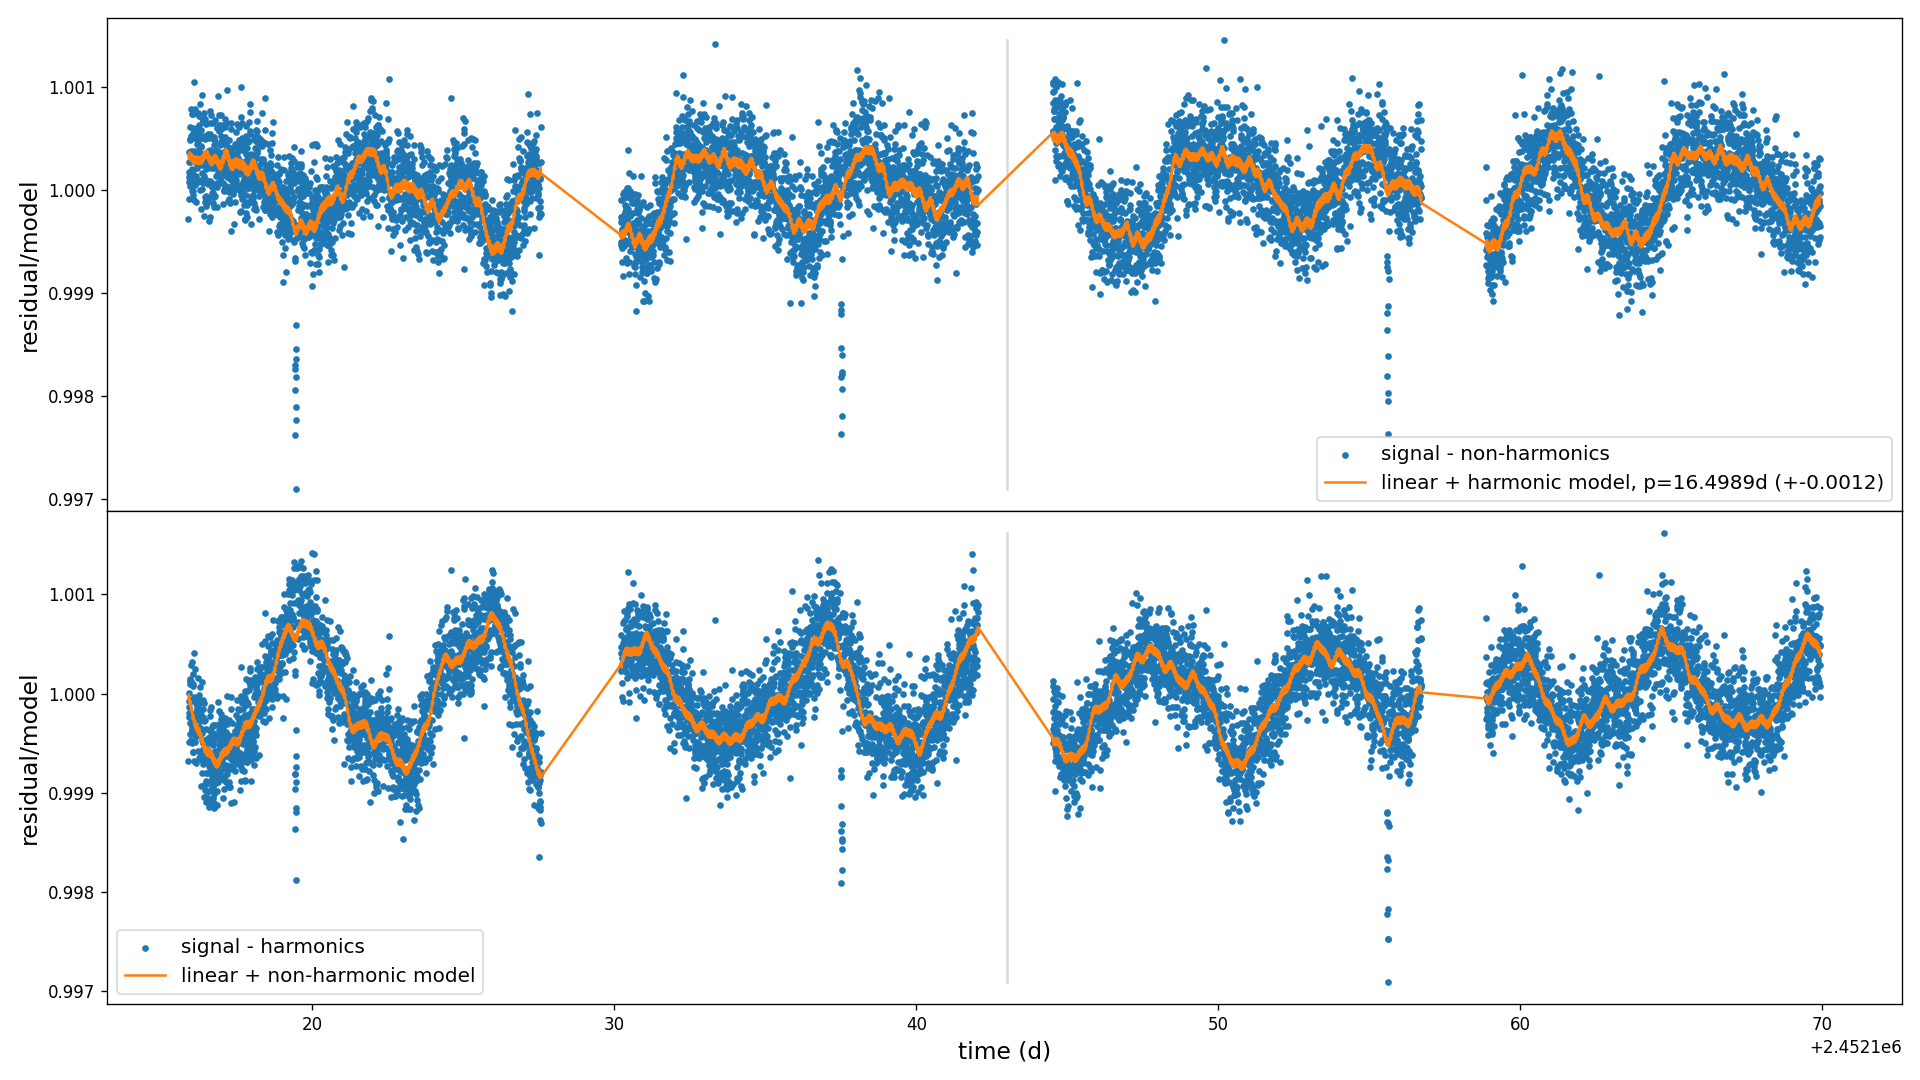 1.001
1.000
0.999
0.998
0.997
residual/model
signal - non-harmonics
linear + harmonic model, p=16.4989d (+-0.0012)
1.001
1.000
0.999
0.998
0.997
residual/model
signal - harmonics
linear + non-harmonic model
20 30 40 50 60 70
time (d)
+2.4521e6